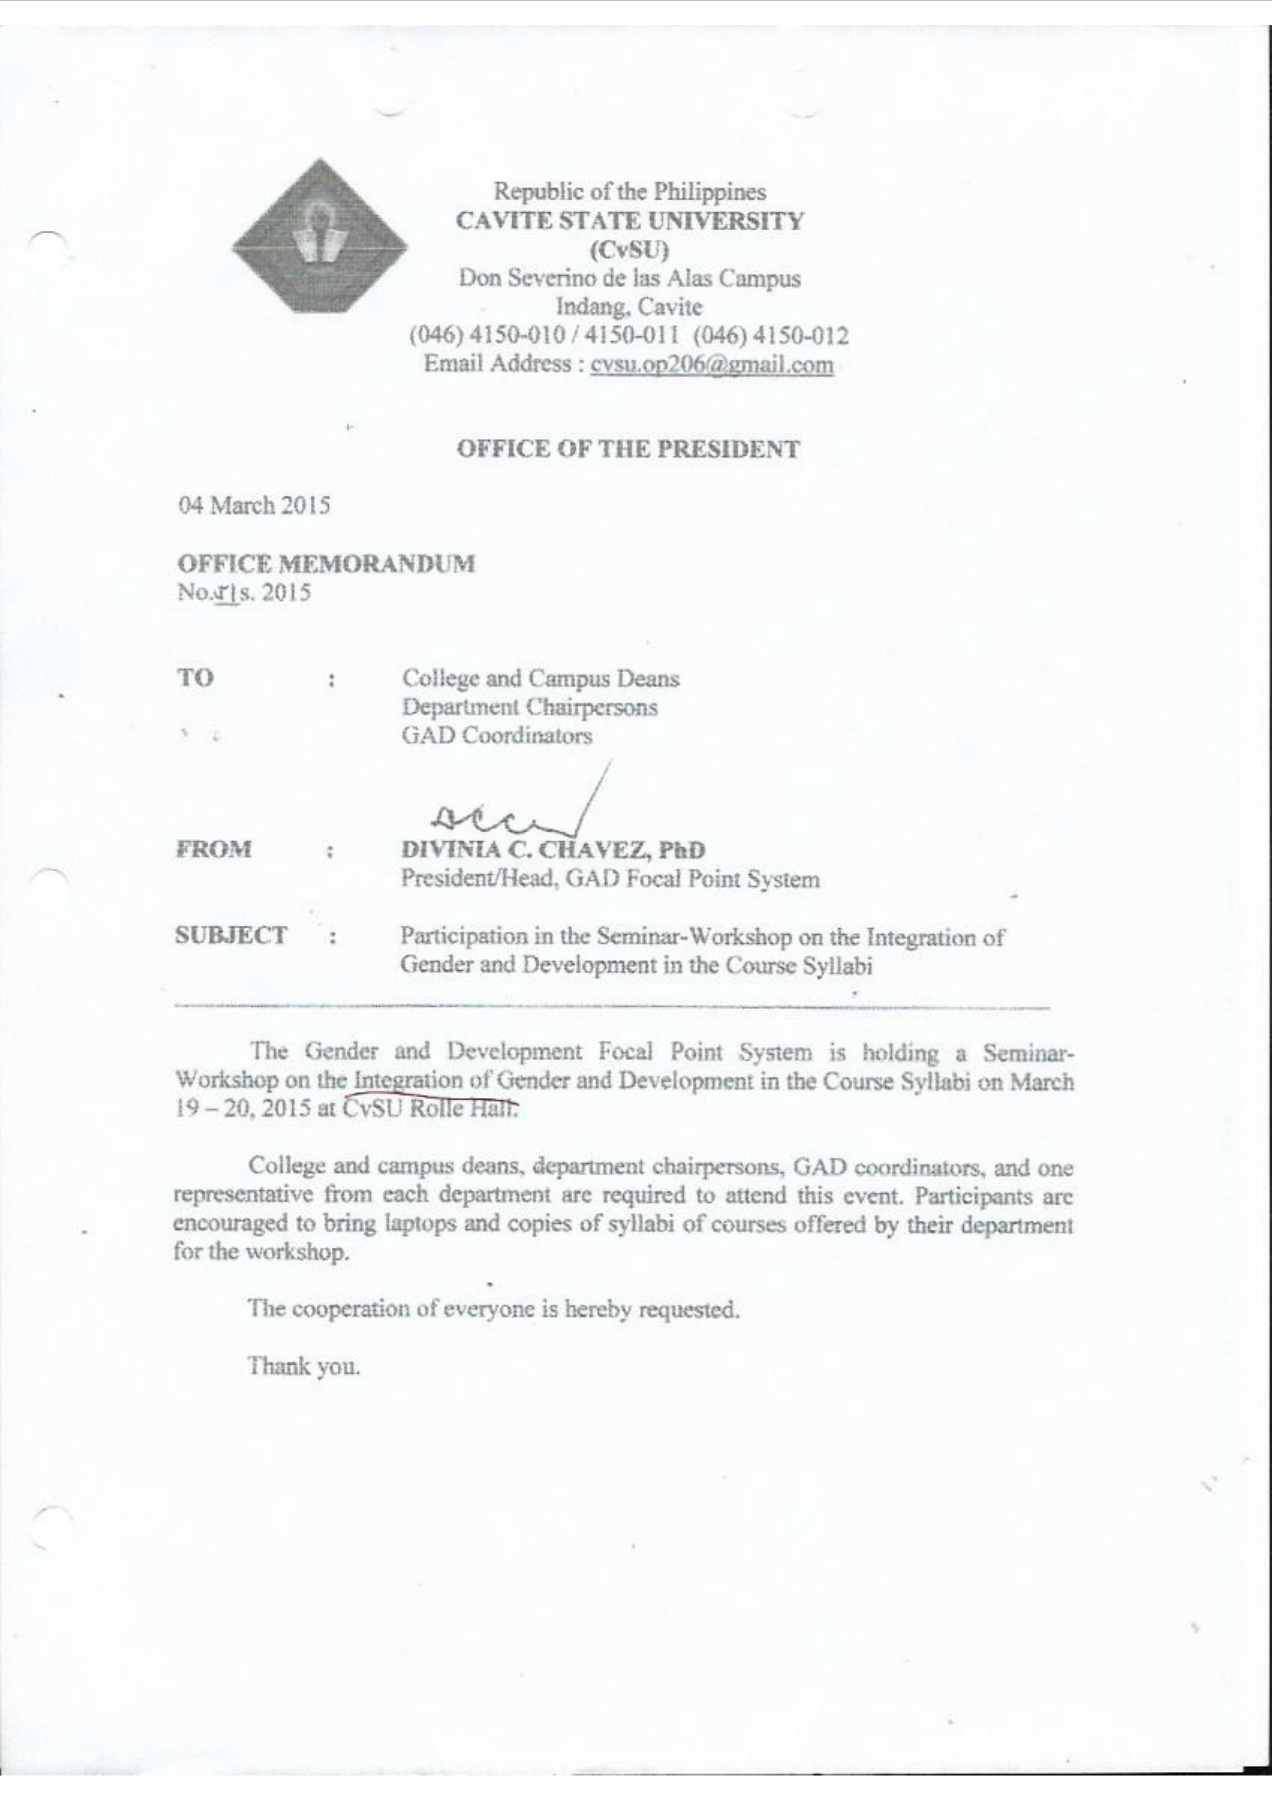 Republic of the Philippines
CAVITE STATE UNIVERSITY
(CvSU)
Don Severino de las Alas Campus
Indang, Cavite
(046) 4150-010 / 4150-011 (046) 4150-012
Email Address : cvsu.op206@gmail.com
OFFICE OF THE PRESIDENT
04 March 2015
OFFICE MEMORANDUM
No. s. 2015
TO : College and Campus Deans
Department Chairpersons
GAD Coordinators
FROM : DIVINIA C. CHAVEZ, PhD
President/Head, GAD Focal Point System
SUBJECT : Participation in the Seminar-Workshop on the Integration of
Gender and Development in the Course Syllabi
The Gender and Development Focal Point System is holding a Seminar-
Workshop on the Integration of Gender and Development in the Course Syllabi on March
19 – 20, 2015 at CvSU Rolle Hall.
College and campus deans, department chairpersons, GAD coordinators, and one
representative from each department are required to attend this event. Participants are
encouraged to bring laptops and copies of syllabi of courses offered by their department
for the workshop.
The cooperation of everyone is hereby requested.
Thank you.